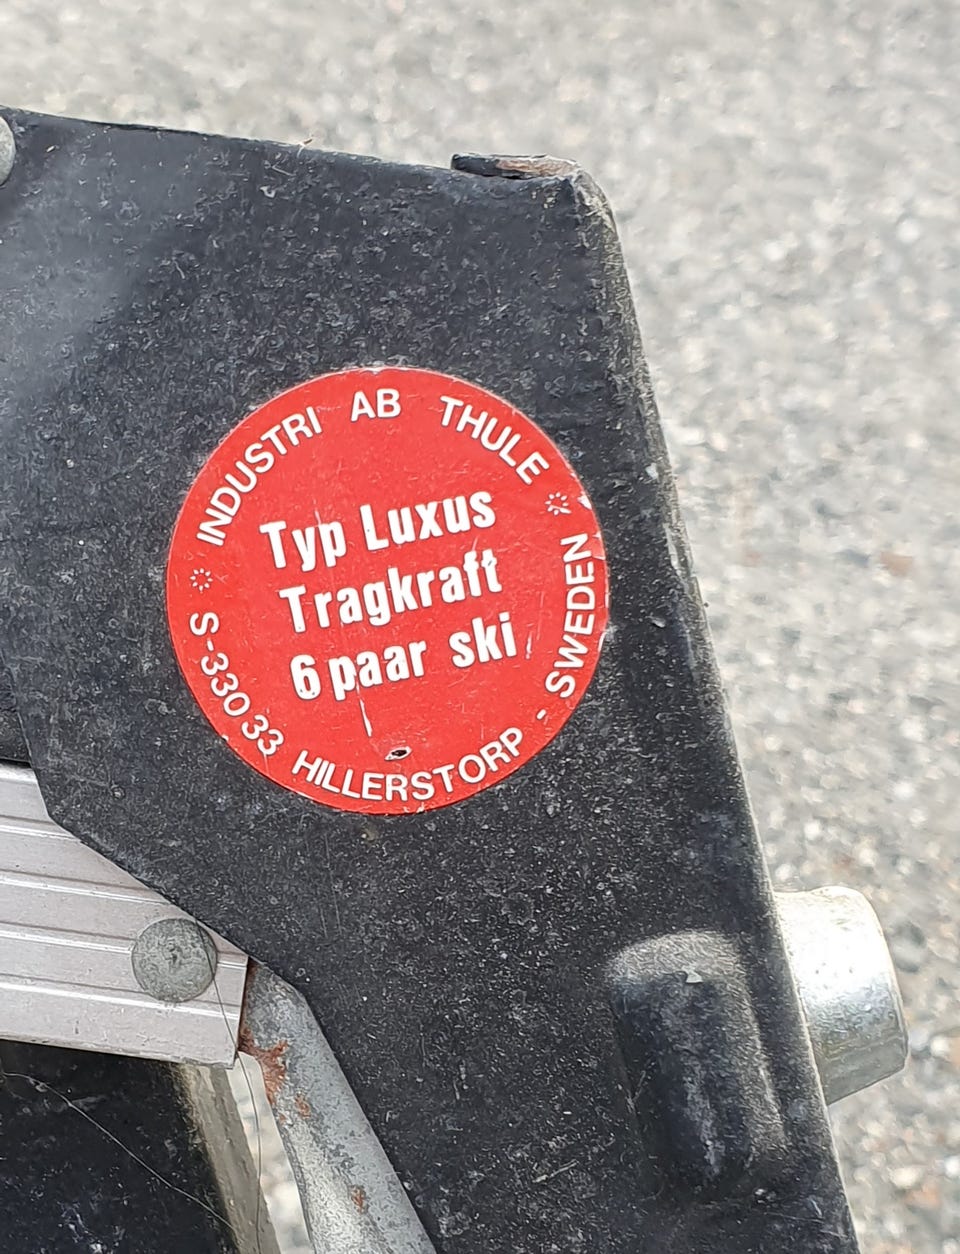 INDUSTRI AB THULE
Typ Luxus
Tragkraft
6 paar ski
S-330 33 HILLERSTORP - SWEDEN